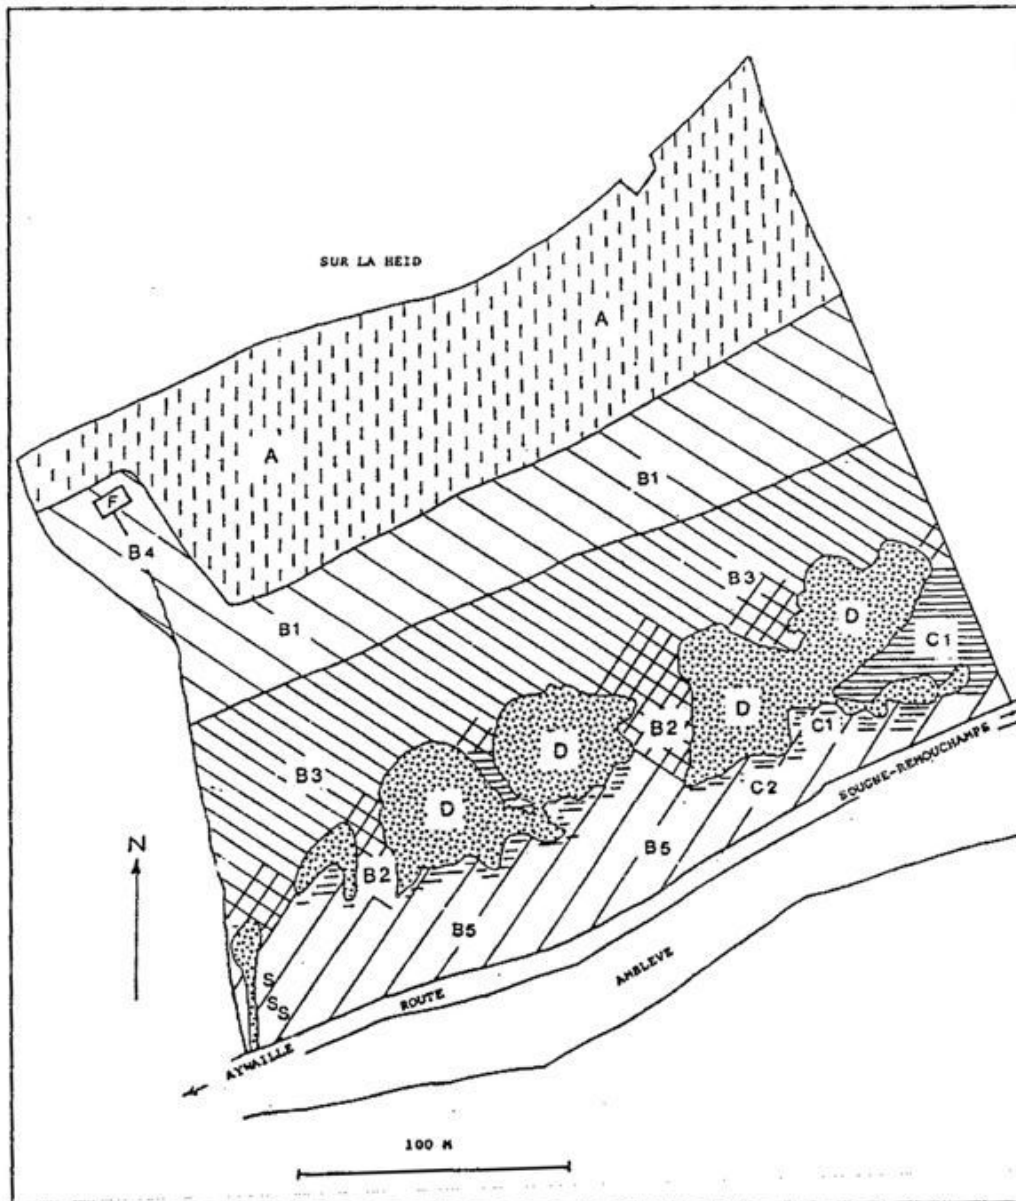 SUR LA HEID
A
A
B1
F
B4
B3
B1
D
C1
D
B2
D
C1
B3
D
C2
SOUGNE-REMOUCHAMPS
N
B5
B2
B5
AMBLEVE
S
S
S
ROUTE
AYWAILLE
100 M